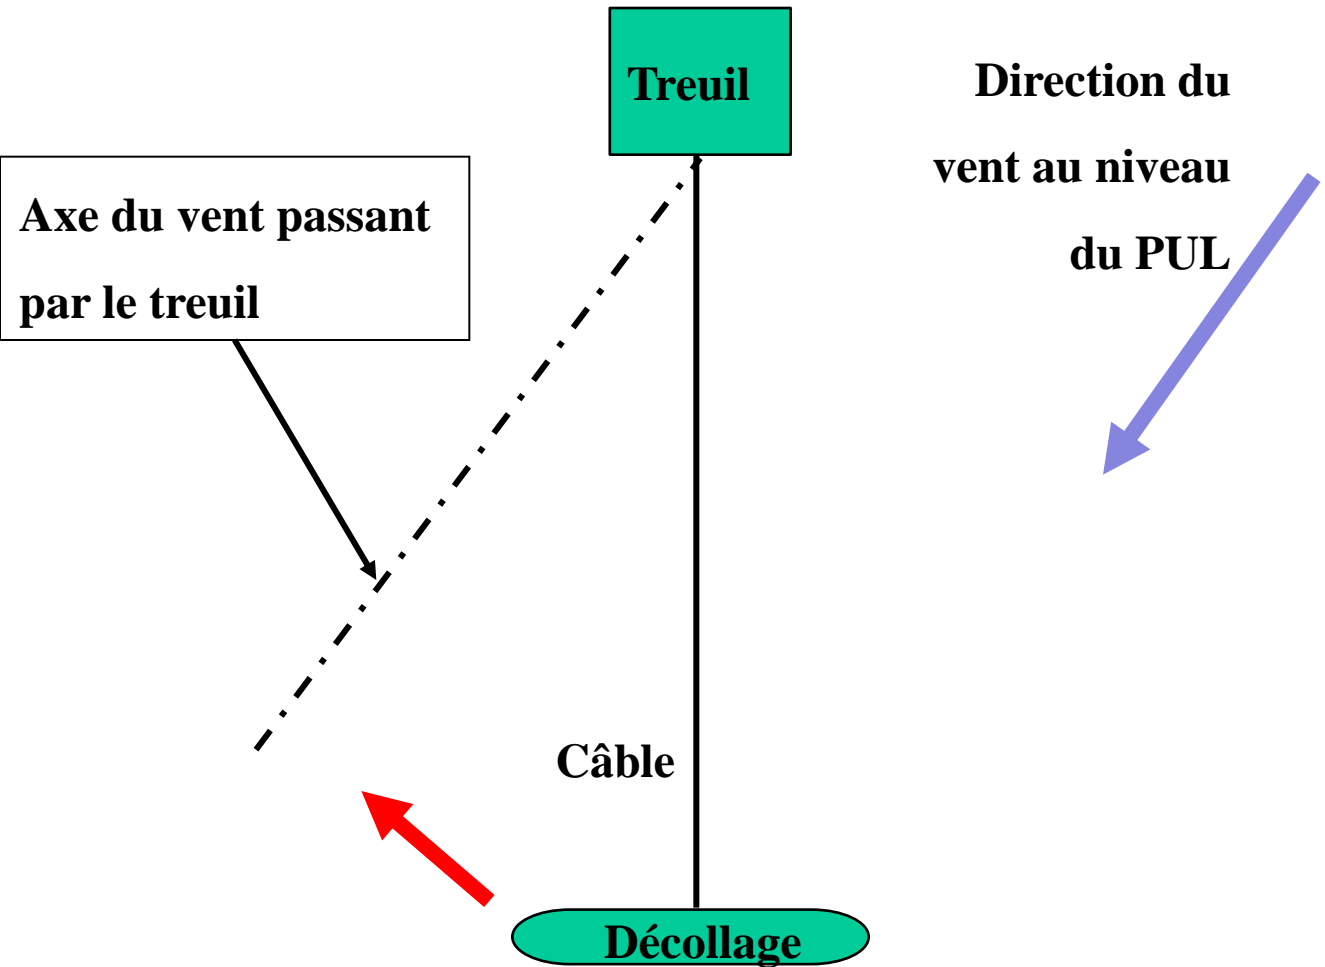 Treuil
Direction du
vent au niveau
du PUL
Axe du vent passant
par le treuil
Câble
Décollage